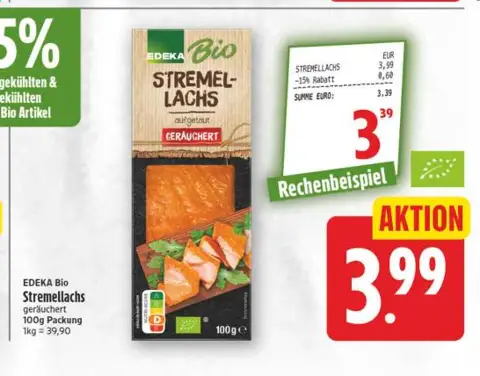 5%
gekühlten &
ekühlten
Bio Artikel
EDEKA Bio
STREMEL-
LACHS
aufgetaut
GERÄUCHERT
100g ℮
EUR
STREMELLACHS 3,99
-15% Rabatt 0,60
SUMME EURO: 3.39
3 39
Rechenbeispiel
AKTION
3.99
EDEKA Bio
Stremellachs
geräuchert
100g Packung
1kg = 39,90